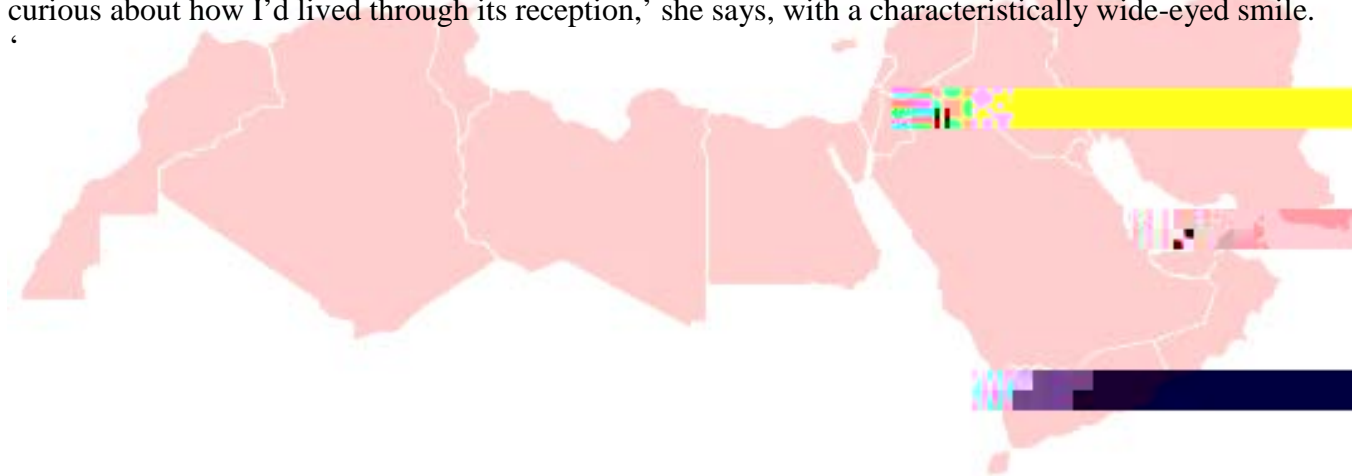 curious about how I’d lived through its reception,’ she says, with a characteristically wide-eyed smile.
‘